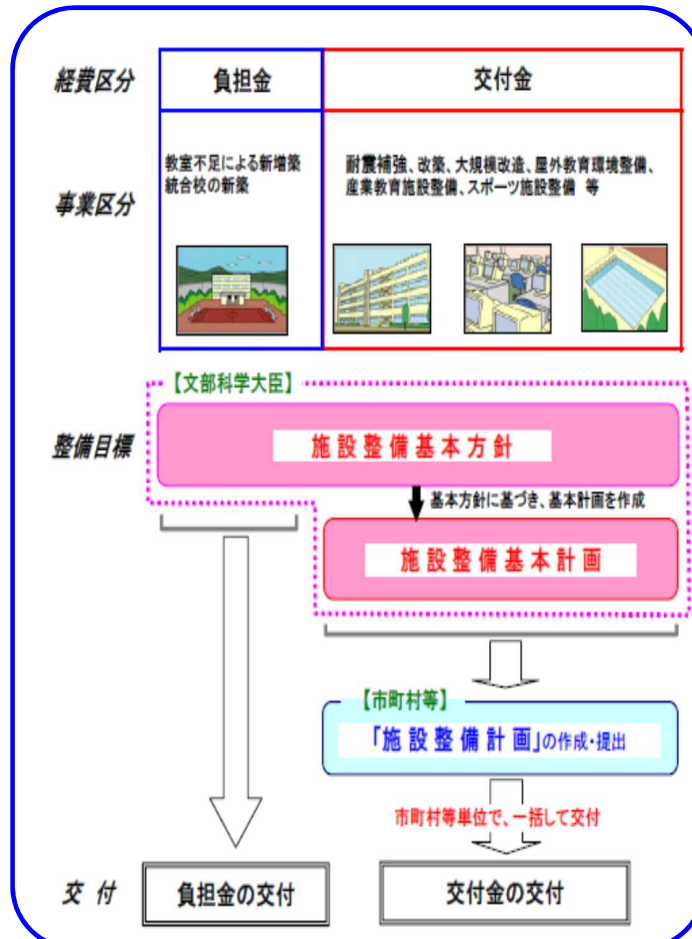 経費区分
負担金
交付金
事業区分
教室不足による新増築
統合校の新築
耐震補強、改築、大規模改造、屋外教育環境整備、
産業教育施設整備、スポーツ施設整備 等
【文部科学大臣】
整備目標
施設整備基本方針
基本方針に基づき、基本計画を作成
施設整備基本計画
【市町村等】
「施設整備計画」の作成・提出
市町村等単位で、一括して交付
交 付
負担金の交付
交付金の交付